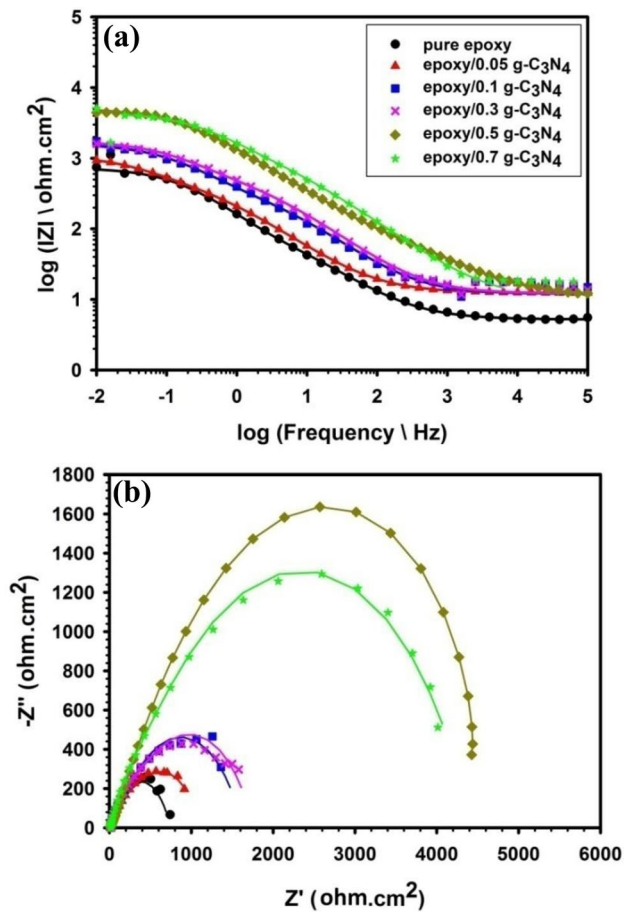 (a)
pure epoxy
epoxy/0.05 g-C₃N₄
epoxy/0.1 g-C₃N₄
epoxy/0.3 g-C₃N₄
epoxy/0.5 g-C₃N₄
epoxy/0.7 g-C₃N₄
log (IZI \ ohm.cm²)
5
4
3
2
1
0
-2 -1 0 1 2 3 4 5
log (Frequency \ Hz)
(b)
-Z" (ohm.cm²)
1800
1600
1400
1200
1000
800
600
400
200
0
0 1000 2000 3000 4000 5000 6000
Z' (ohm.cm²)